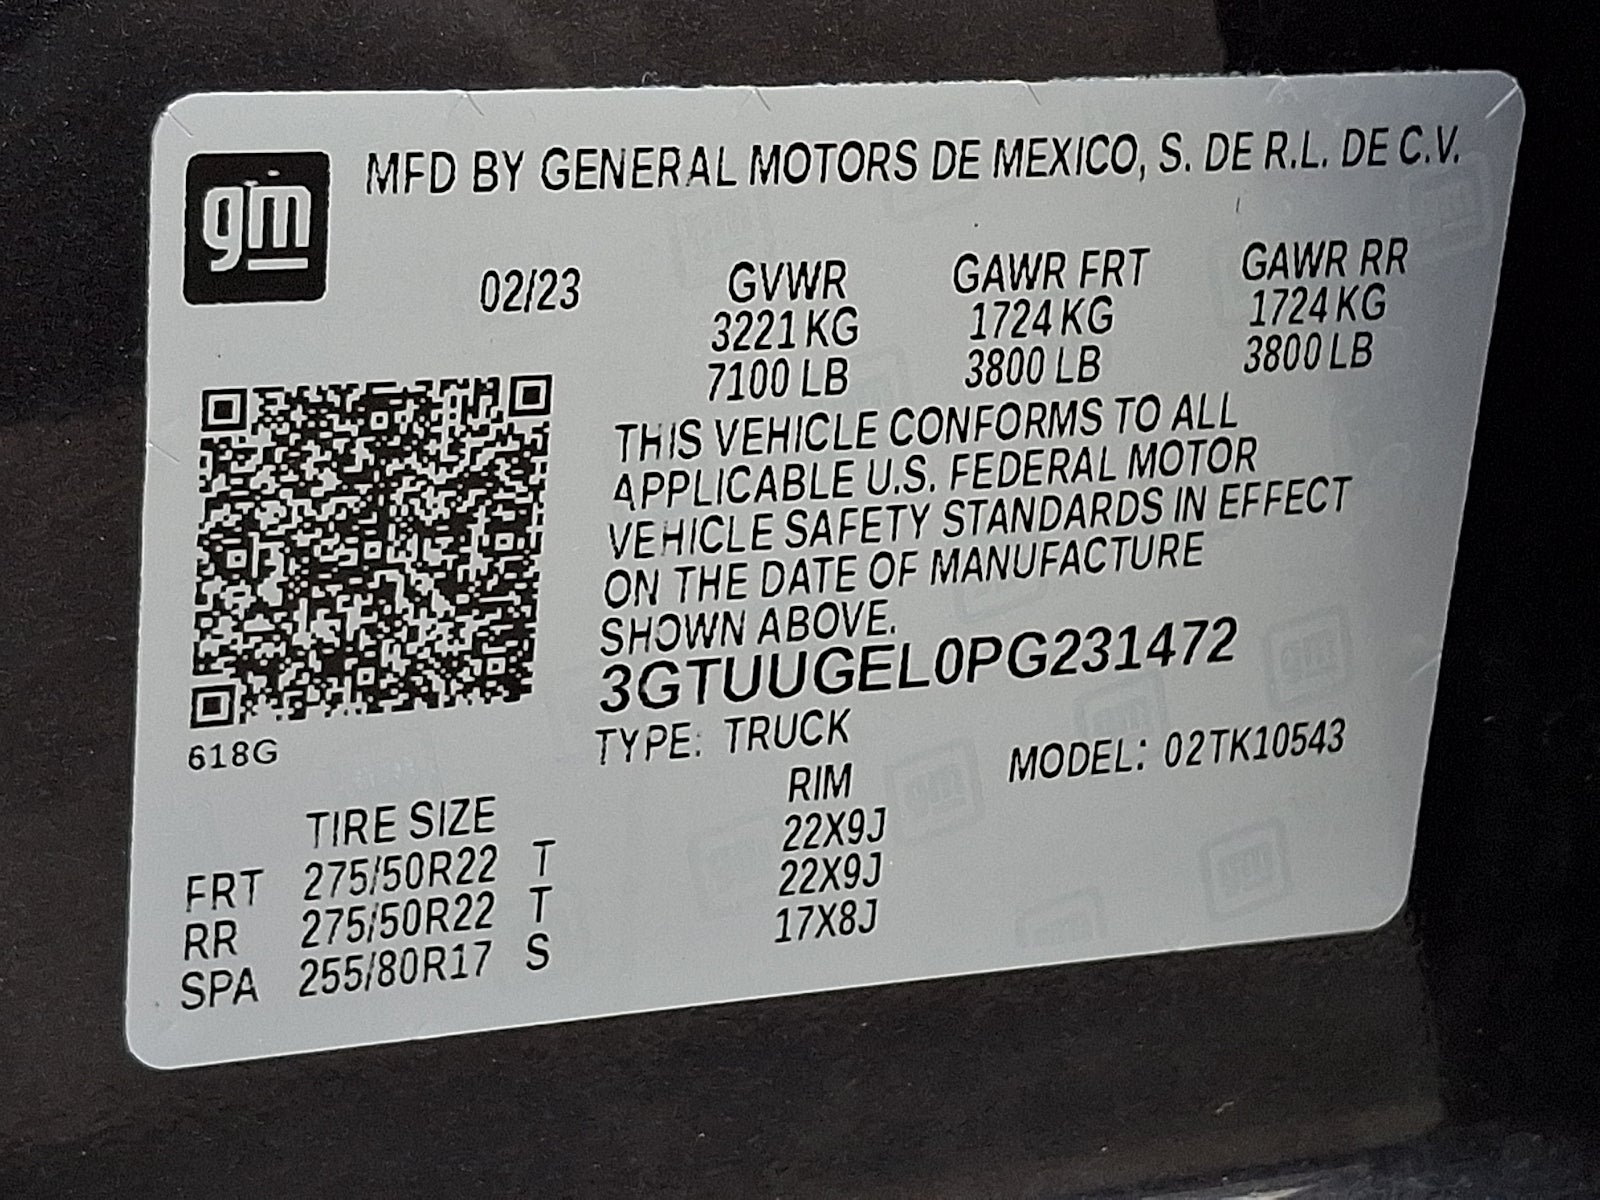 gm
MFD BY GENERAL MOTORS DE MEXICO, S. DE R.L. DE C.V.
02/23 GVWR GAWR FRT GAWR RR
3221 KG 1724 KG 1724 KG
7100 LB 3800 LB 3800 LB
THIS VEHICLE CONFORMS TO ALL
APPLICABLE U.S. FEDERAL MOTOR
VEHICLE SAFETY STANDARDS IN EFFECT
ON THE DATE OF MANUFACTURE
SHOWN ABOVE.
3GTUUGEL0PG231472
618G
TYPE: TRUCK MODEL: 02TK10543
TIRE SIZE RIM
FRT 275/50R22 T 22X9J
RR 275/50R22 T 22X9J
SPA 255/80R17 S 17X8J